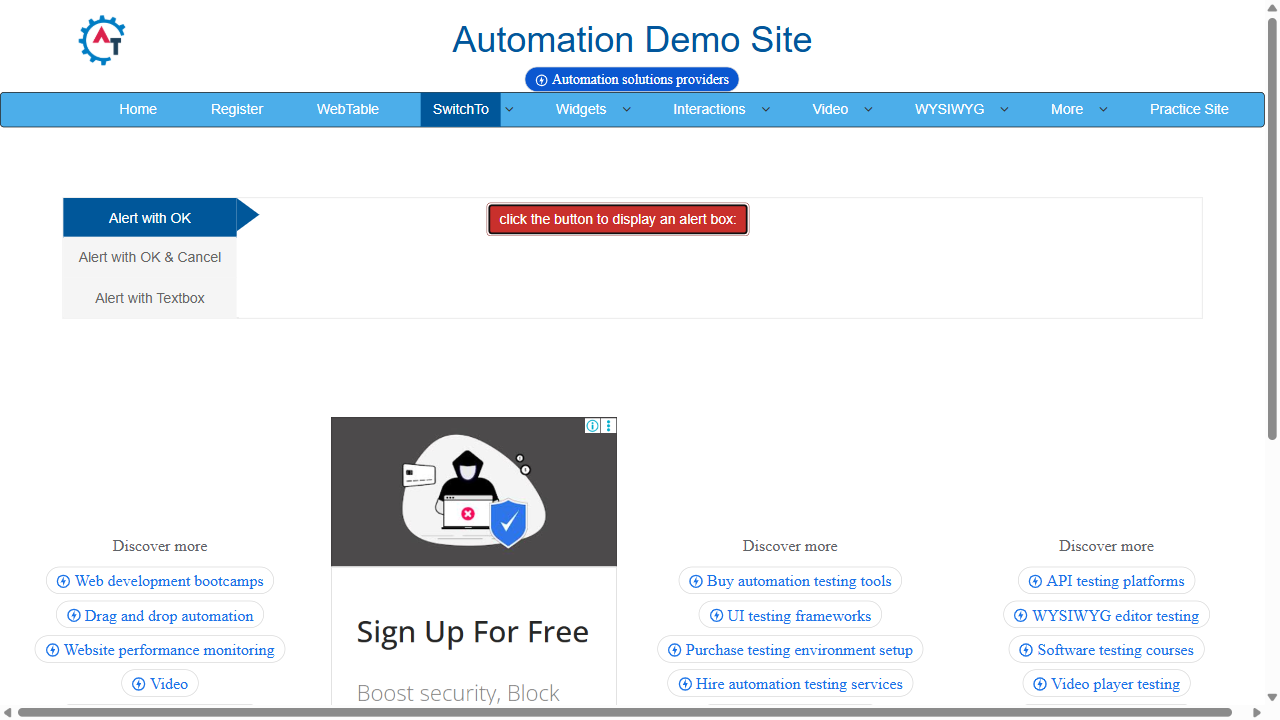 AT
Automation Demo Site
Automation solutions providers
Home Register WebTable SwitchTo Widgets Interactions Video WYSIWYG More Practice Site
Alert with OK
click the button to display an alert box:
Alert with OK & Cancel
Alert with Textbox
Discover more
Web development bootcamps
Drag and drop automation
Website performance monitoring
Video
Sign Up For Free
Boost security, Block
Discover more
Buy automation testing tools
UI testing frameworks
Purchase testing environment setup
Hire automation testing services
Discover more
API testing platforms
WYSIWYG editor testing
Software testing courses
Video player testing